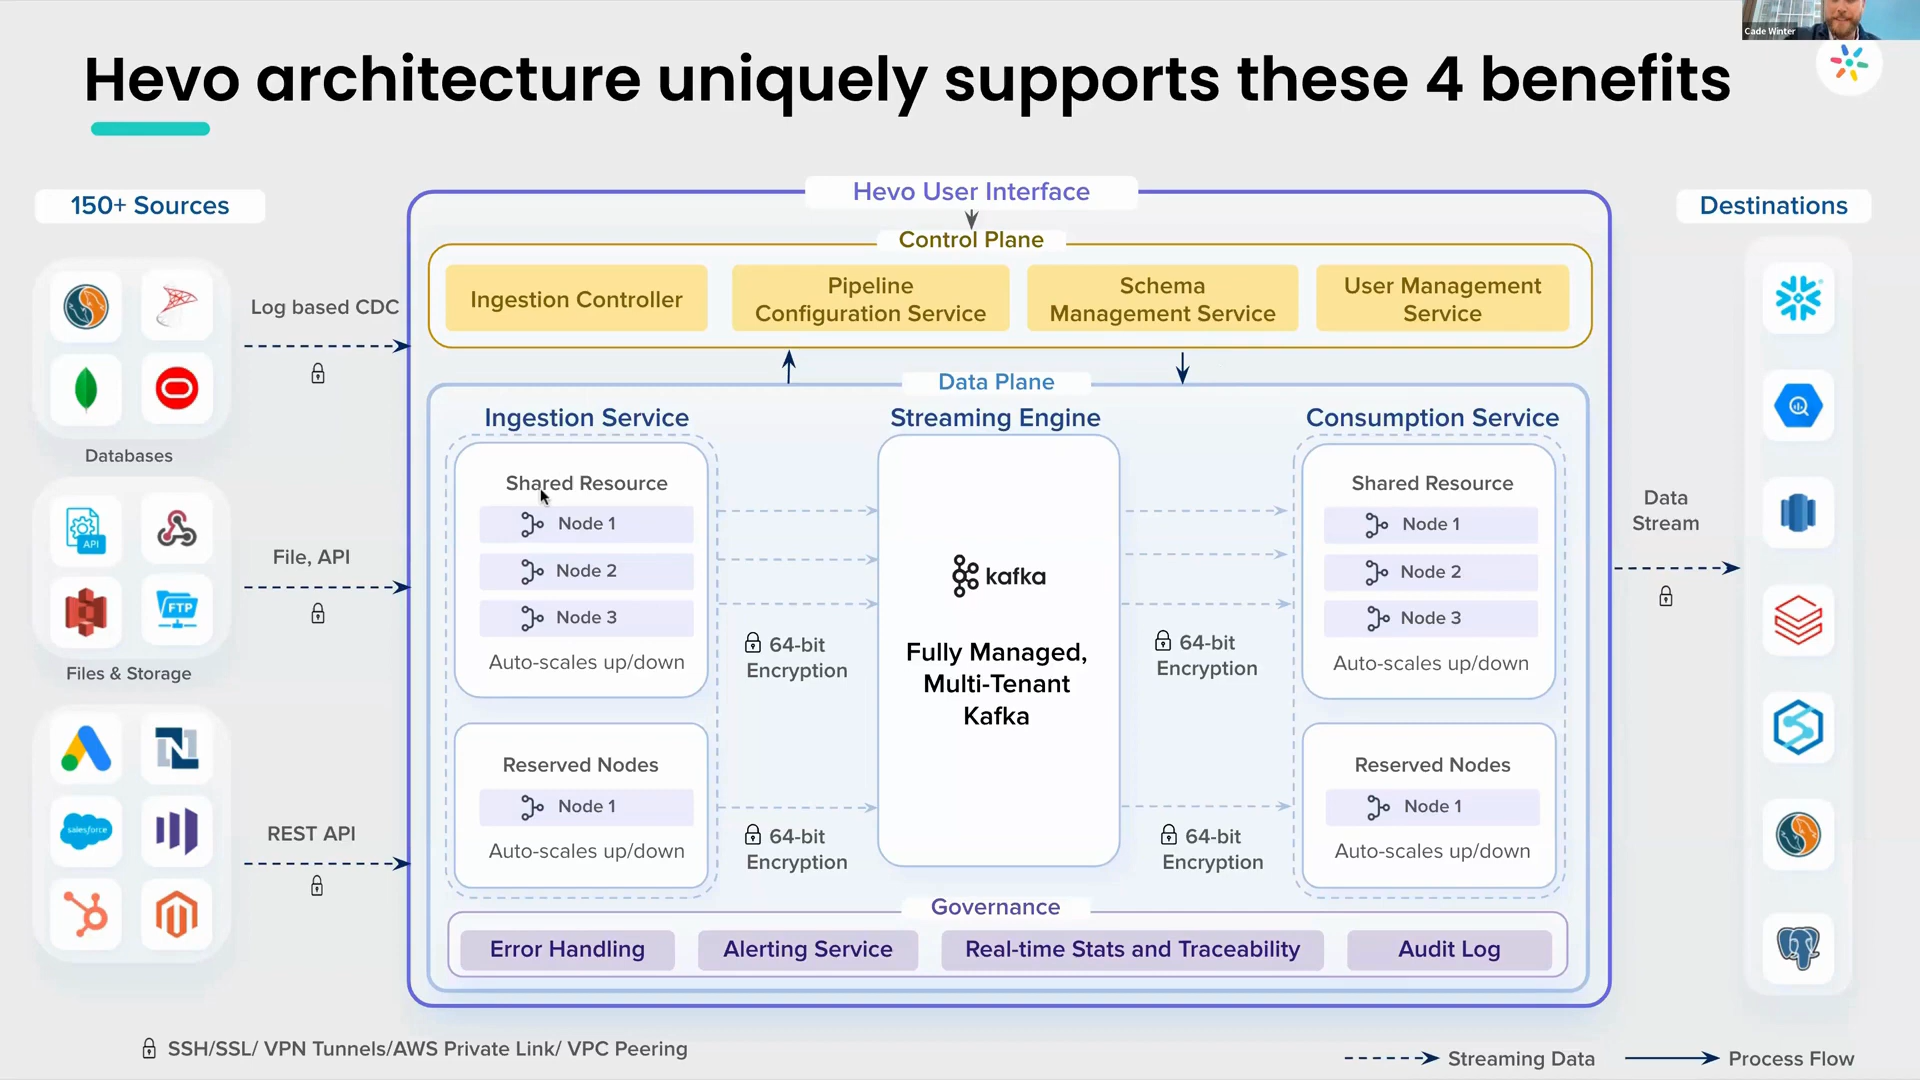 Cade Winter
Hevo architecture uniquely supports these 4 benefits
150+ Sources
Hevo User Interface
Destinations
Control Plane
Ingestion Controller
Pipeline
Configuration Service
Schema
Management Service
User Management
Service
Log based CDC
Databases
Data Plane
Ingestion Service
Streaming Engine
Consumption Service
Shared Resource
Node 1
Node 2
Node 3
Auto-scales up/down
64-bit
Encryption
kafka
Fully Managed,
Multi-Tenant
Kafka
64-bit
Encryption
Shared Resource
Node 1
Node 2
Node 3
Auto-scales up/down
Data
Stream
API
FTP
File, API
Files & Storage
Reserved Nodes
Node 1
Auto-scales up/down
64-bit
Encryption
64-bit
Encryption
Reserved Nodes
Node 1
Auto-scales up/down
N
salesforce
REST API
Governance
Error Handling
Alerting Service
Real-time Stats and Traceability
Audit Log
SSH/SSL/ VPN Tunnels/AWS Private Link/ VPC Peering
Streaming Data
Process Flow